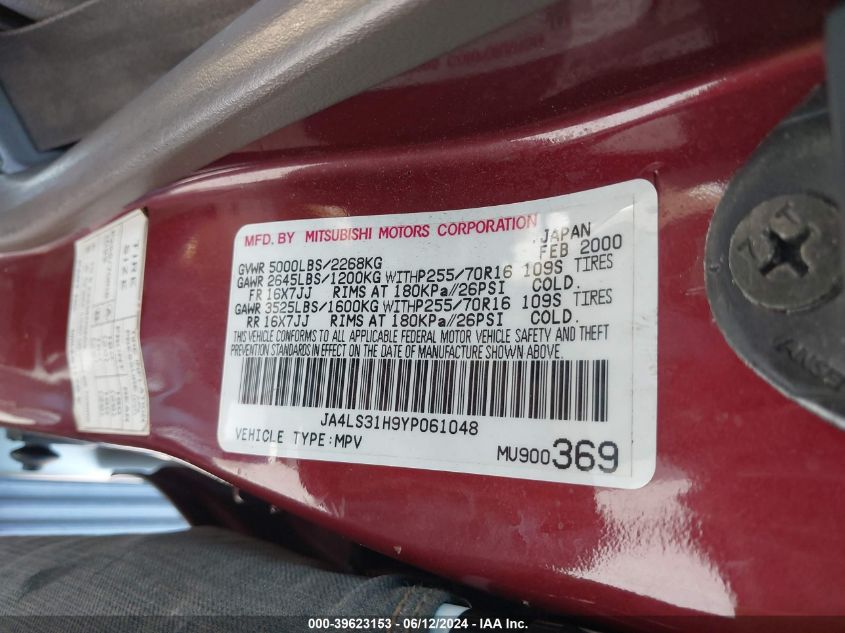 MFD. BY MITSUBISHI MOTORS CORPORATION JAPAN
FEB 2000
GVWR 5000LBS/2268KG
GAWR 2645LBS/1200KG WITHP255/70R16 109S TIRES
FR 16X7JJ RIMS AT 180KPa//26PSI COLD.
GAWR 3525LBS/1600KG WITHP255/70R16 109S TIRES
RR 16X7JJ RIMS AT 180KPa//26PSI COLD.
THIS VEHICLE CONFORMS TO ALL APPLICABLE FEDERAL MOTOR VEHICLE SAFETY AND THEFT
PREVENTION STANDARDS IN EFFECT ON THE DATE OF MANUFACTURE SHOWN ABOVE.
JA4LS31H9YP061048
VEHICLE TYPE:MPV
MU900369
TIRE
SIZE
000-39623153 - 06/12/2024 - IAA Inc.